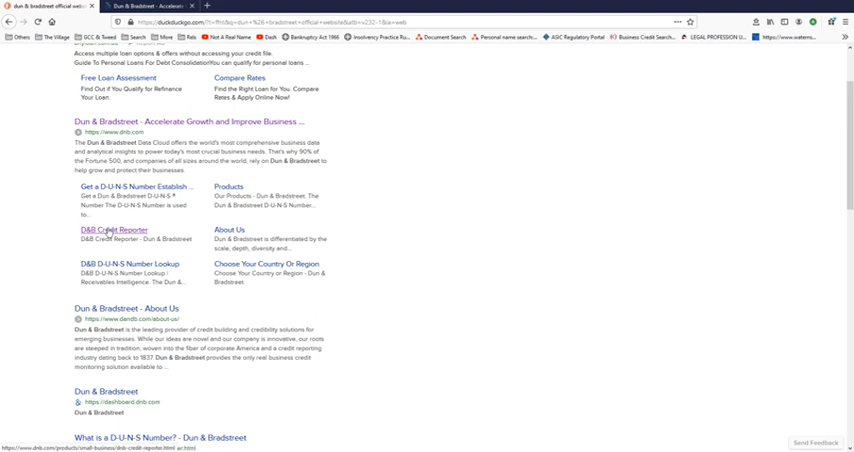 dun & bradstreet official webs
Dun & Bradstreet - Duckduckgo
https://duckduckgo.com/?t=ffht&q=dun+%26+bradstreet+official+website&atb=v232-1&ia=web
Others
The Village
GCC & Tweed
Search
More
Rels
Not A Real Name
Dash
Bankruptcy Act 1966
Insolvency Practice Ru...
Document Search
Personal name search...
ASIC Regulatory Portal
Business Credit Search...
LEGAL PROFESSION U...
https://www.waterns...
Access multiple loan options & offers without accessing your credit file.
Guide To Personal Loans For Debt ConsolidationYou can qualify for personal loans ...
Free Loan Assessment
Find Out if You Qualify for Refinance
Your Loan.
Compare Rates
Find the Right Loan for You. Compare
Rates & Apply Online Now!
Dun & Bradstreet - Accelerate Growth and Improve Business ...
https://www.dnb.com
The Dun & Bradstreet Data Cloud offers the world's most comprehensive business data
and analytical insights to power today's most crucial business needs. That's why 90%
of the Fortune 500, and companies of all sizes around the world, rely on Dun & Bradstreet to
help grow and protect their businesses.
Get a D-U-N-S Number Establish ...
Get a Dun & Bradstreet D-U-N-S ®
Number The D-U-N-S Number is used
to...
Products
Our Products - Dun & Bradstreet. The
Dun & Bradstreet D-U-N-S Number...
D&B Credit Reporter
D&B Credit Reporter - Dun & Bradstreet
About Us
Dun & Bradstreet is differentiated by the
scale, depth, diversity and...
D&B D-U-N-S Number Lookup
D&B D-U-N-S Number Lookup |
Receivables Intelligence. The Dun &...
Choose Your Country Or Region
Choose Your Country or Region - Dun &
Bradstreet
Dun & Bradstreet - About Us
https://www.dandb.com/about-us/
Dun & Bradstreet is the leading provider of credit building and credibility solutions for
emerging businesses. While our ideas are novel and our company is innovative, our roots
are steeped in tradition, woven into the fiber of corporate America and a credit reporting
industry dating back to 1837. Dun & Bradstreet provides the only real business credit
monitoring solution available to ...
Dun & Bradstreet
https://dashboard.dnb.com
Dun & Bradstreet
What is a D-U-N-S Number? - Dun & Bradstreet
https://www.dnb.com/products/small-business/dnb-credit-reporter.html
er.html
Send Feedback